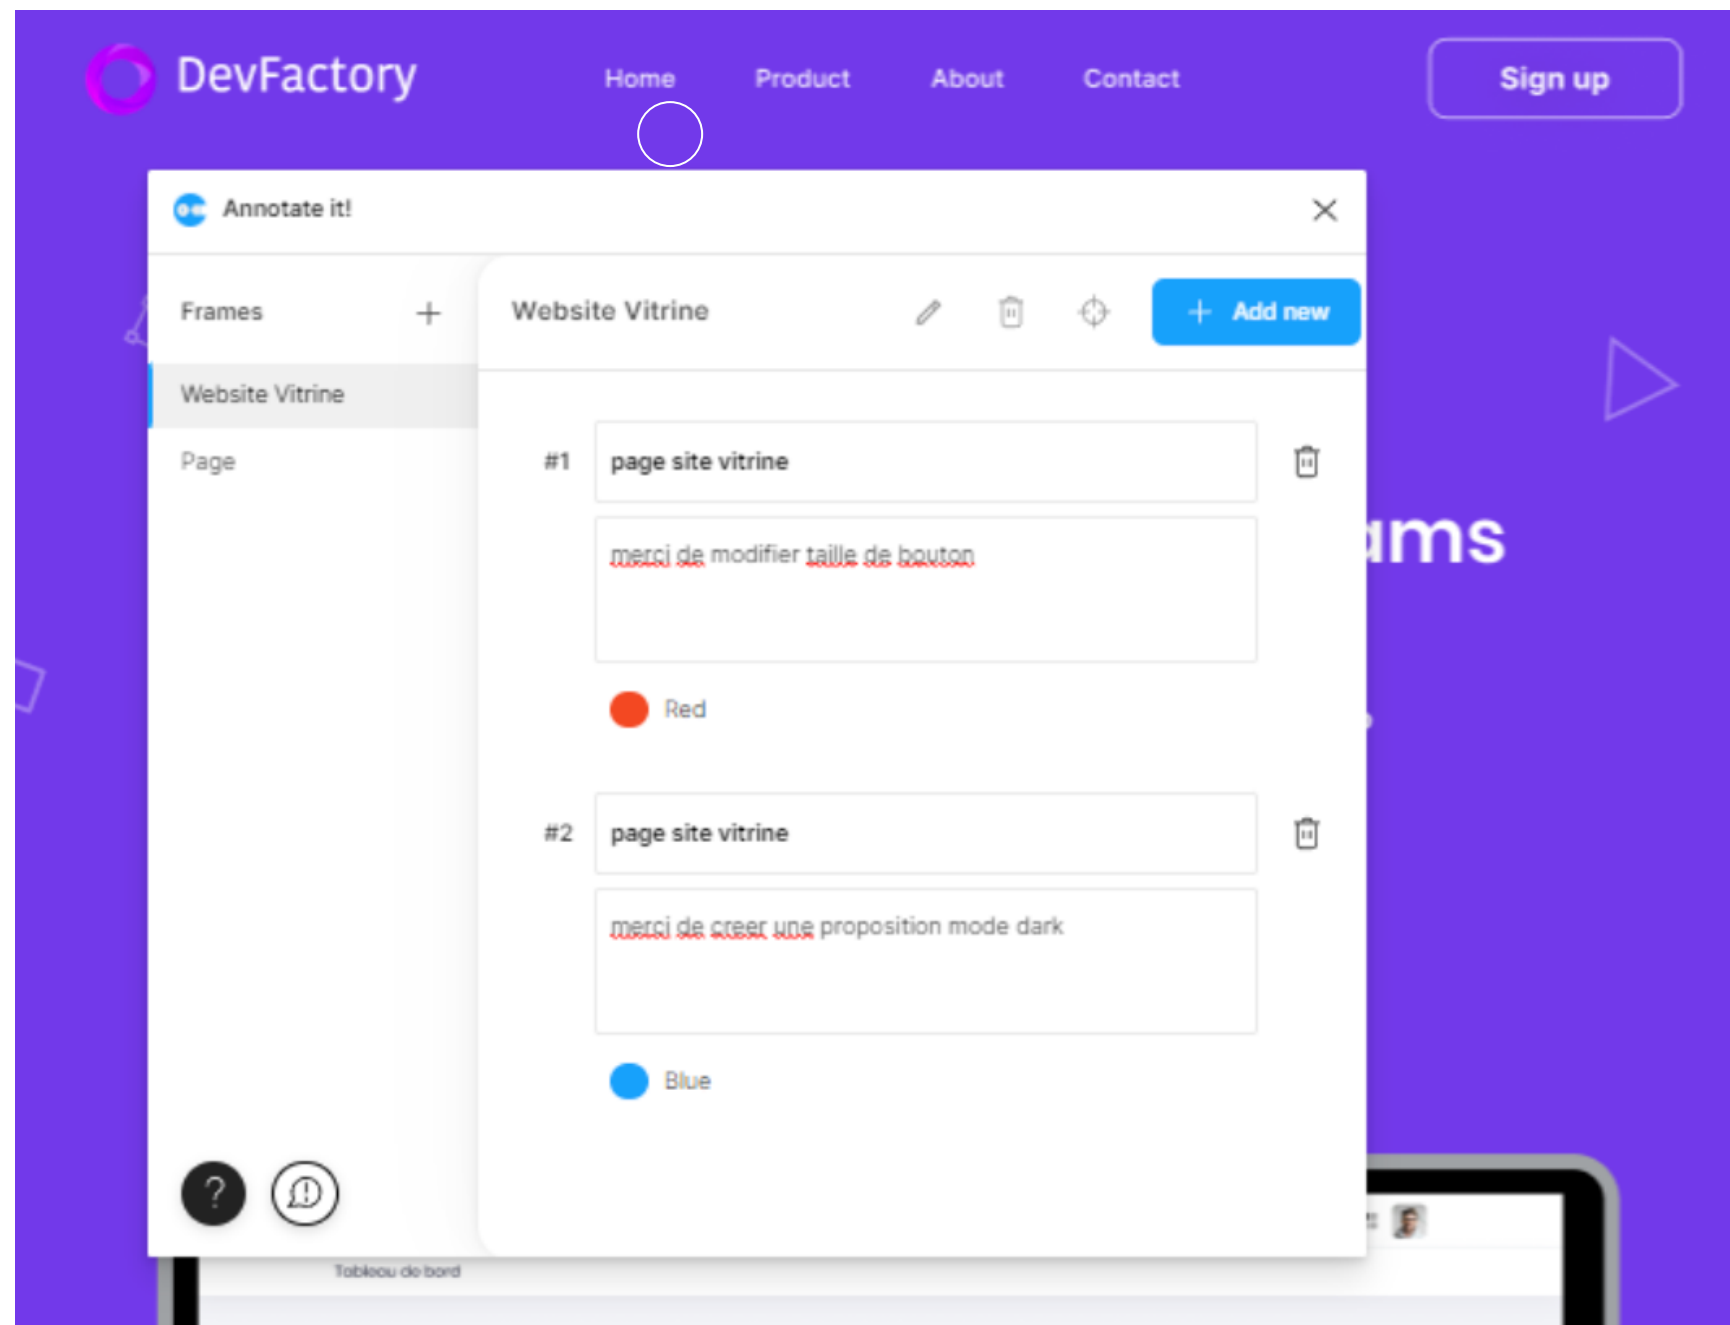 DevFactory
Home Product About Contact
Sign up
Annotate it!
Frames
Website Vitrine
Page
Website Vitrine
Add new
#1 page site vitrine
merci de modifier taille de bouton
Red
#2 page site vitrine
merci de creer une proposition mode dark
Blue
?
ams
Tableau de bord